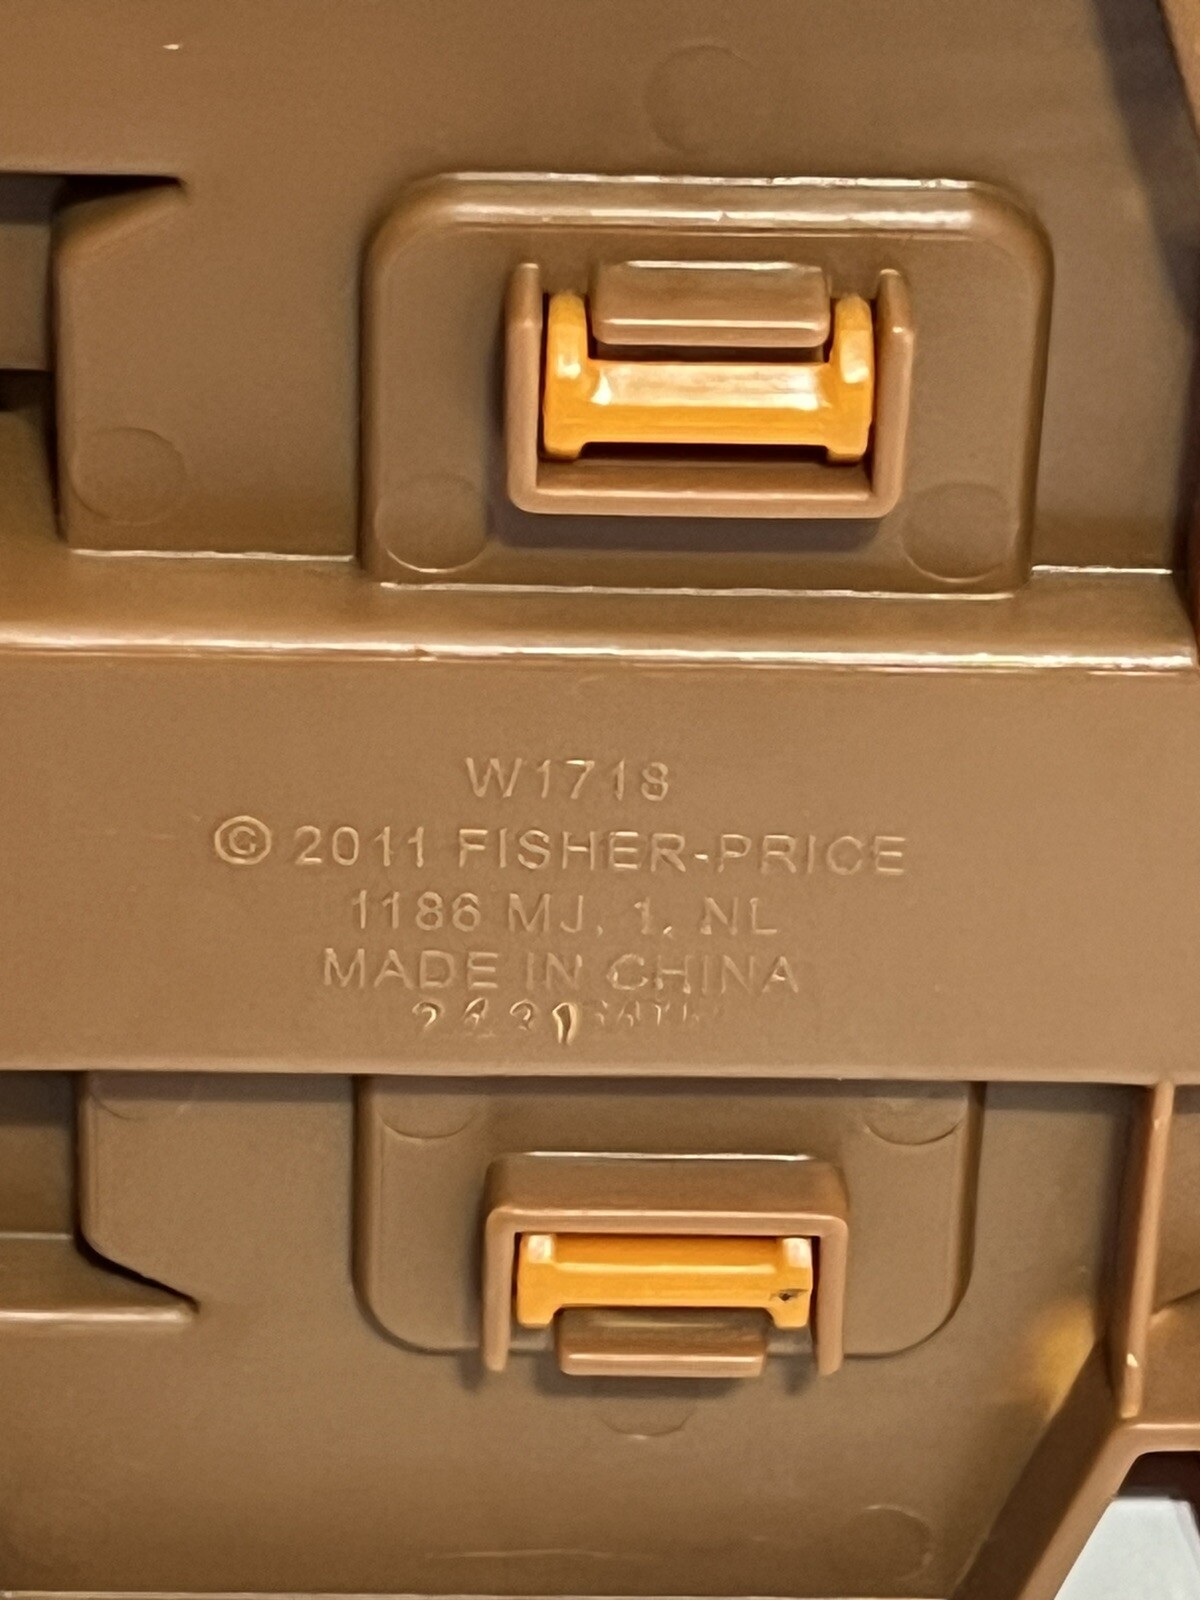 W1718
© 2011 FISHER-PRICE
1186 MJ, 1, NL
MADE IN CHINA